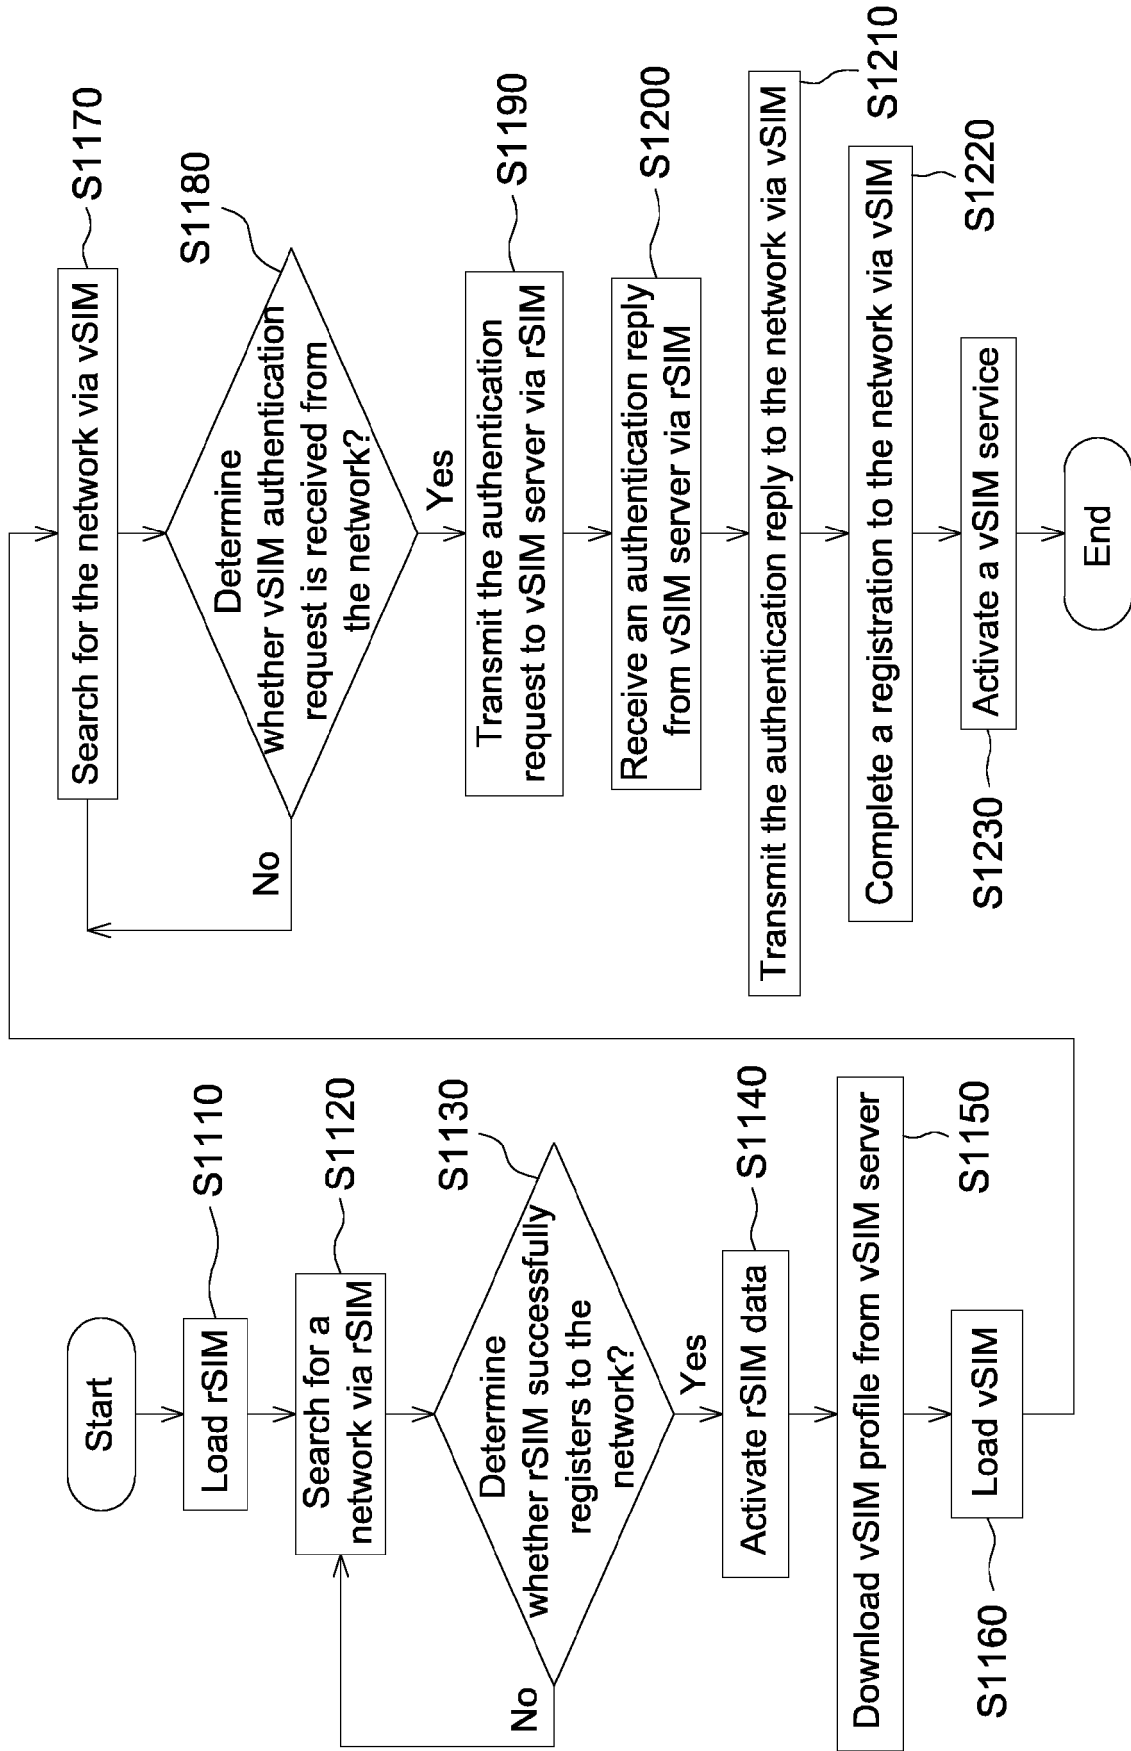 Start
Load rSIM
S1110
Search for a
network via rSIM
S1120
Determine
whether rSIM successfully
registers to the
network?
S1130
No
Yes
Activate rSIM data
S1140
Download vSIM profile from vSIM server
S1150
Load vSIM
S1160
Search for the network via vSIM
S1170
Determine
whether vSIM authentication
request is received from
the network?
S1180
No
Yes
Transmit the authentication
request to vSIM server via rSIM
S1190
Receive an authentication reply
from vSIM server via rSIM
S1200
Transmit the authentication reply to the network via vSIM
S1210
Complete a registration to the network via vSIM
S1220
Activate a vSIM service
S1230
End